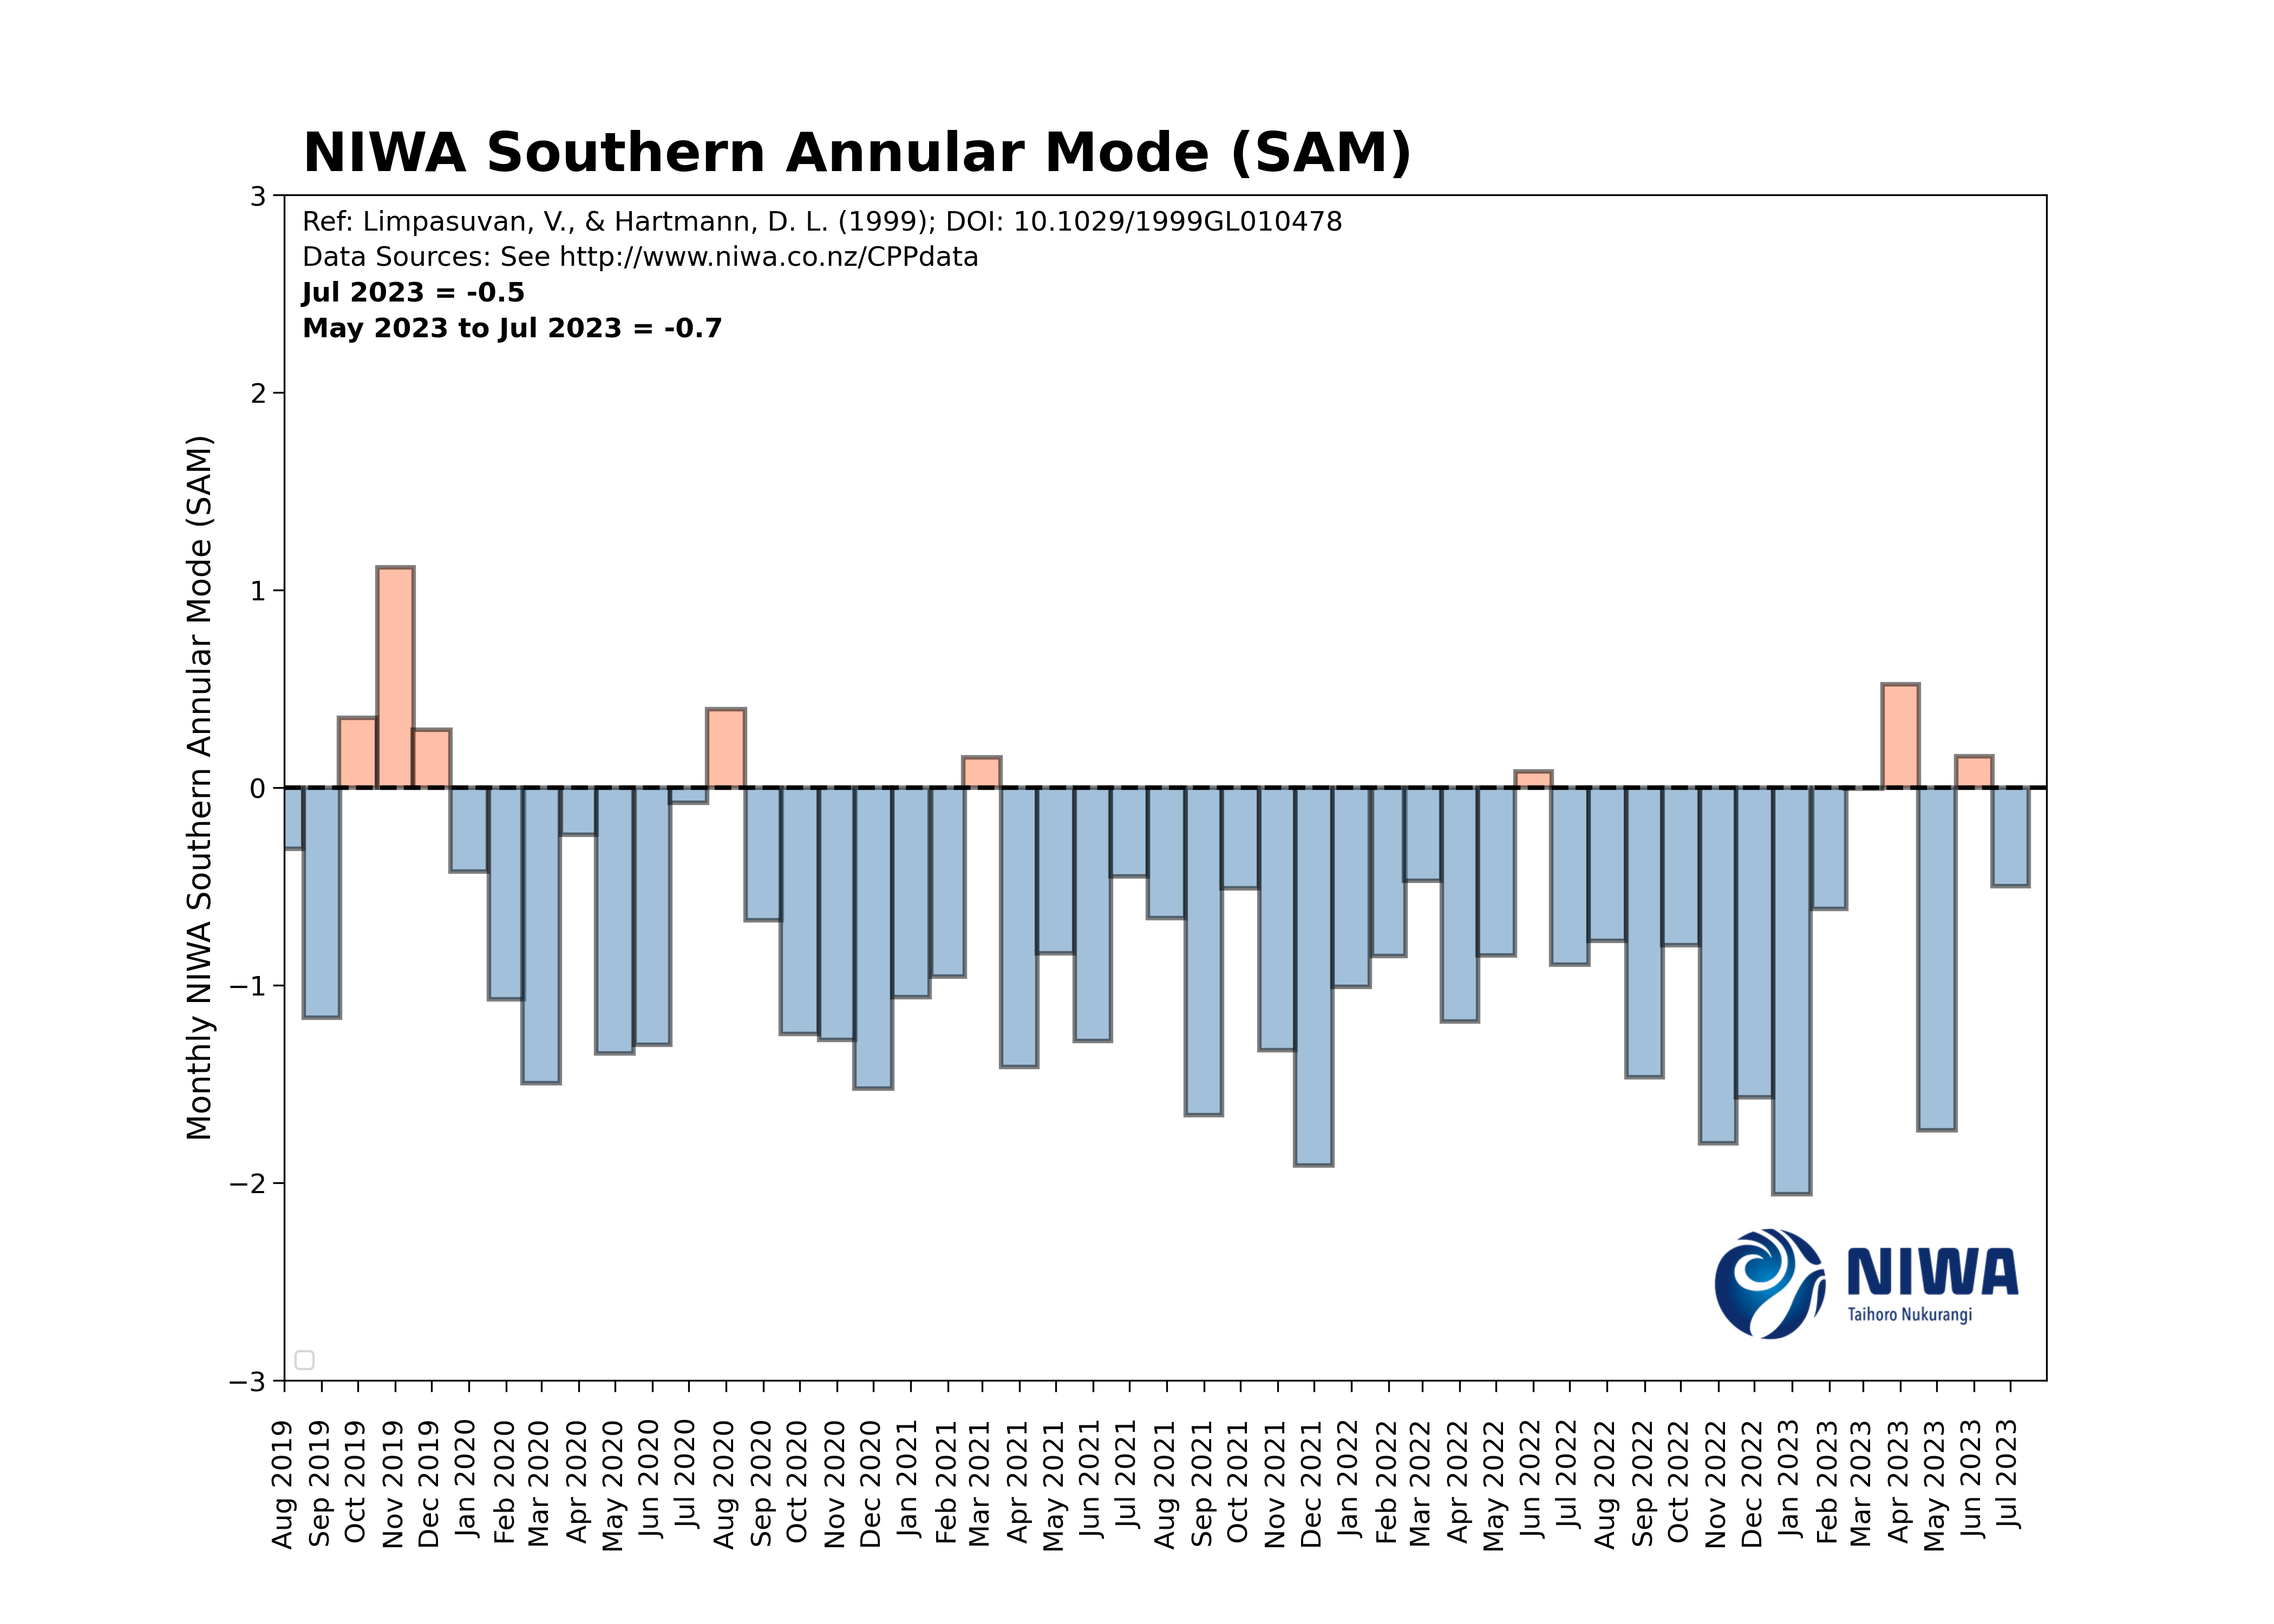 NIWA Southern Annular Mode (SAM)
Ref: Limpasuvan, V., & Hartmann, D. L. (1999); DOI: 10.1029/1999GL010478
Data Sources: See http://www.niwa.co.nz/CPPdata
Jul 2023 = -0.5
May 2023 to Jul 2023 = -0.7
Monthly NIWA Southern Annular Mode (SAM)
3
2
1
0
−1
−2
−3
NIWA
Taihoro Nukurangi
Aug 2019
Sep 2019
Oct 2019
Nov 2019
Dec 2019
Jan 2020
Feb 2020
Mar 2020
Apr 2020
May 2020
Jun 2020
Jul 2020
Aug 2020
Sep 2020
Oct 2020
Nov 2020
Dec 2020
Jan 2021
Feb 2021
Mar 2021
Apr 2021
May 2021
Jun 2021
Jul 2021
Aug 2021
Sep 2021
Oct 2021
Nov 2021
Dec 2021
Jan 2022
Feb 2022
Mar 2022
Apr 2022
May 2022
Jun 2022
Jul 2022
Aug 2022
Sep 2022
Oct 2022
Nov 2022
Dec 2022
Jan 2023
Feb 2023
Mar 2023
Apr 2023
May 2023
Jun 2023
Jul 2023